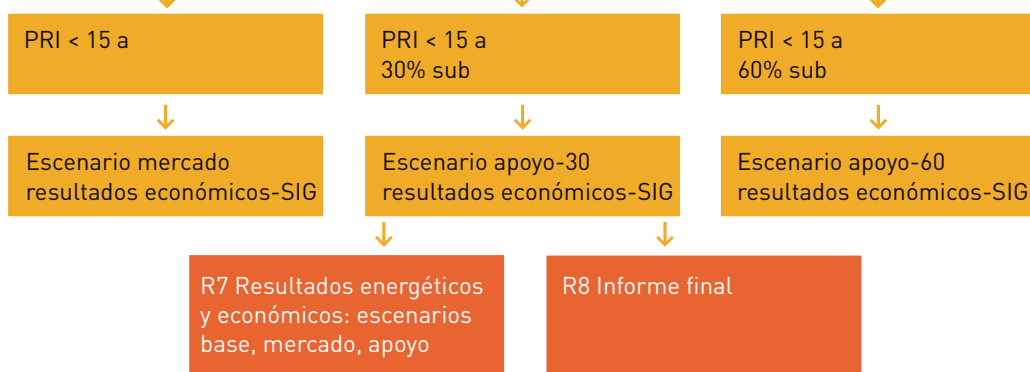 PRI < 15 a
PRI < 15 a
30% sub
PRI < 15 a
60% sub
Escenario mercado
resultados económicos-SIG
Escenario apoyo-30
resultados económicos-SIG
Escenario apoyo-60
resultados económicos-SIG
R7 Resultados energéticos
y económicos: escenarios
base, mercado, apoyo
R8 Informe final